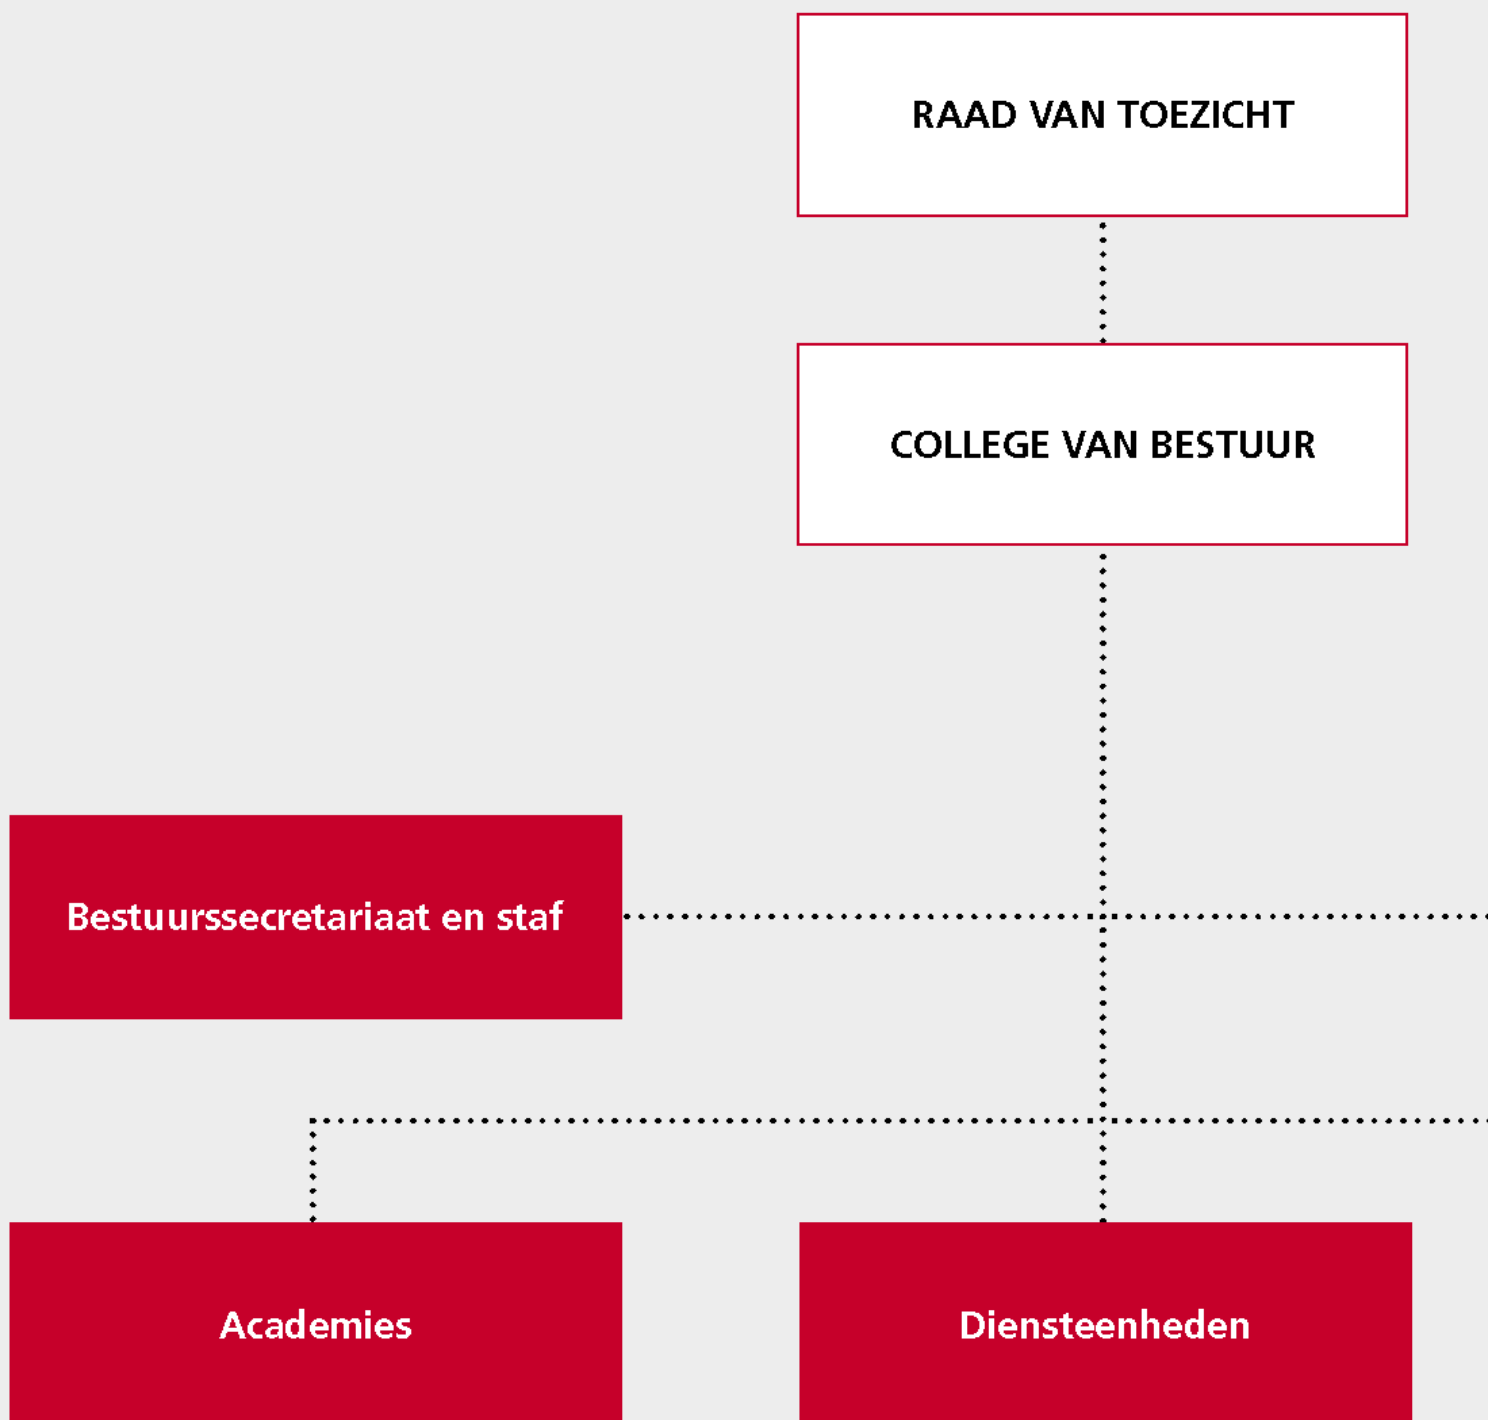 RAAD VAN TOEZICHT
COLLEGE VAN BESTUUR
Bestuurssecretariaat en staf
Academies
Diensteenheden